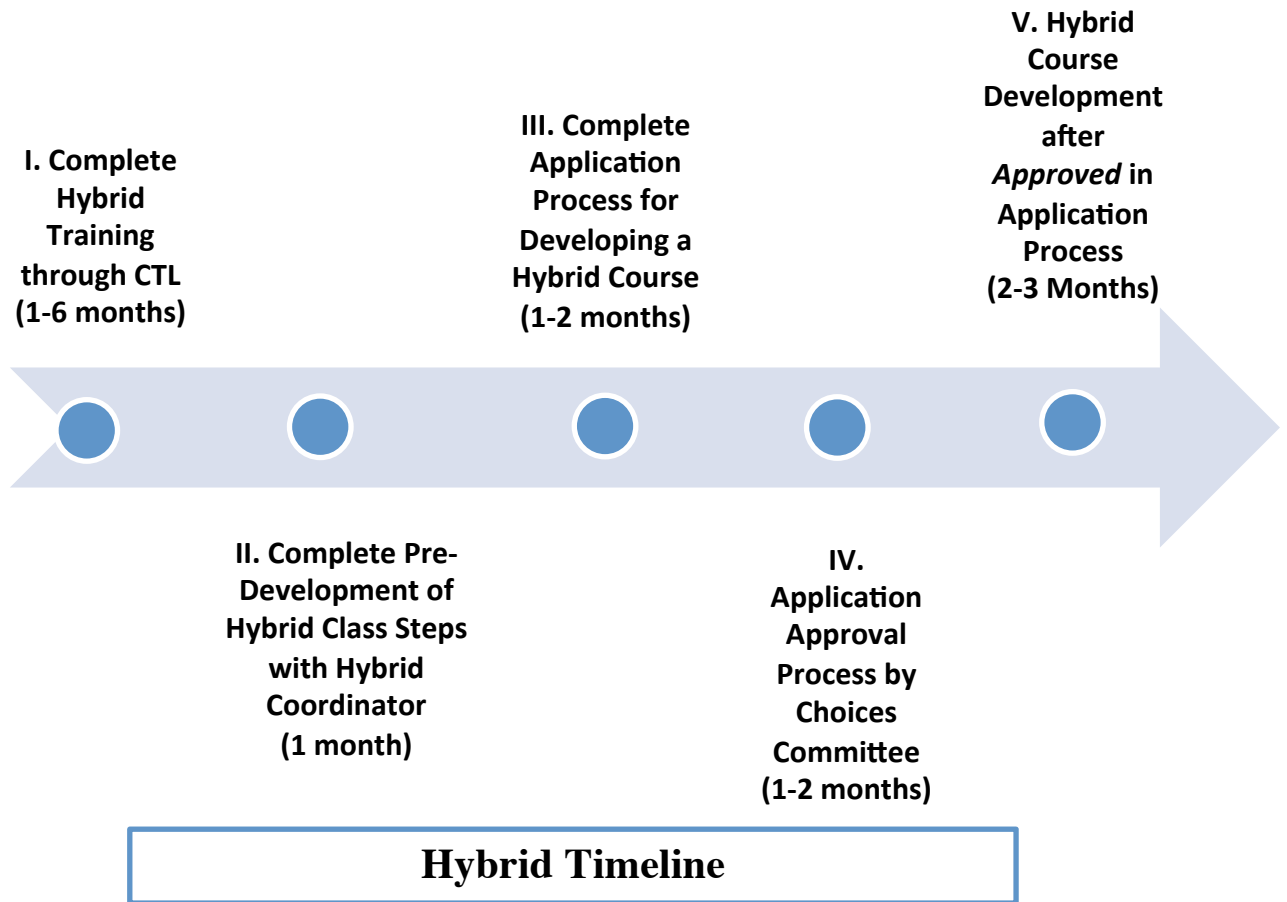 I. Complete
Hybrid
Training
through CTL
(1-6 months)
II. Complete Pre-
Development of
Hybrid Class Steps
with Hybrid
Coordinator
(1 month)
III. Complete
Application
Process for
Developing a
Hybrid Course
(1-2 months)
IV.
Application
Approval
Process by
Choices
Committee
(1-2 months)
V. Hybrid
Course
Development
after
Approved in
Application
Process
(2-3 Months)
Hybrid Timeline